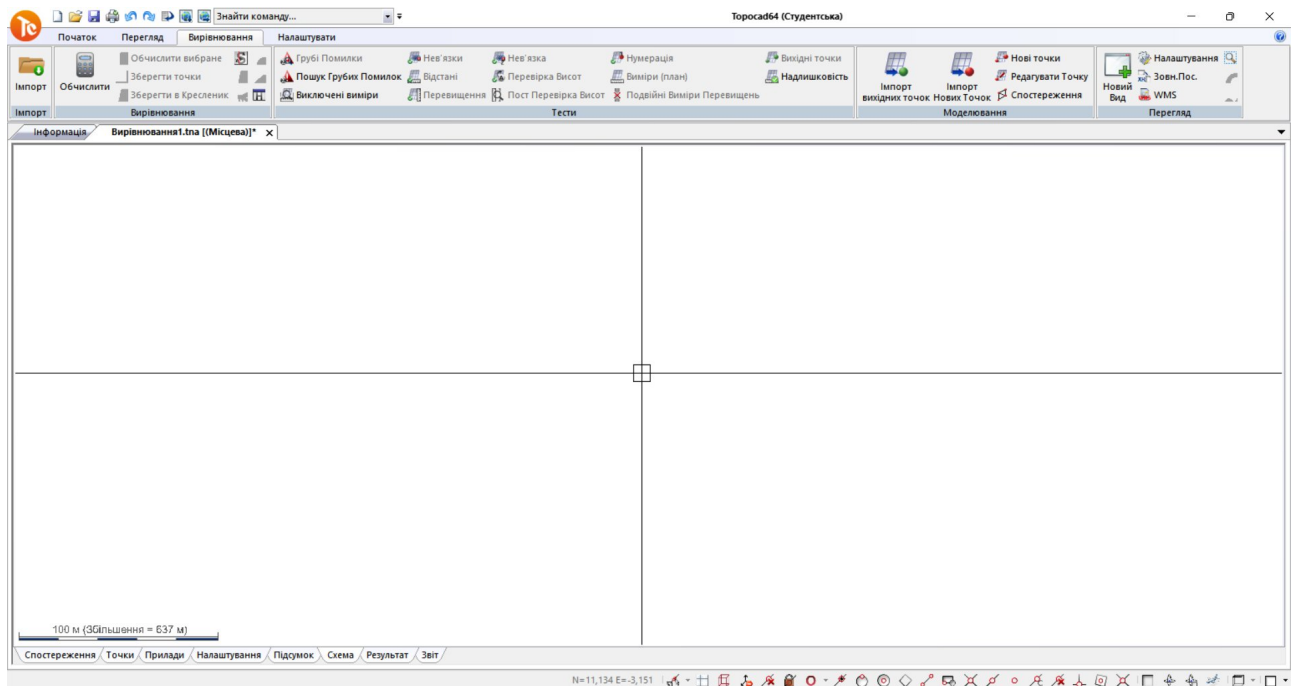 Знайти команду...
Toposad64 (Студентська)
Початок Перегляд Вирівнювання Налаштувати
Обчислити вибране Грубі Помилки Нев'язки Нев'язка Нумерація Вихідні точки Нові точки Налаштування
Імпорт Обчислити Зберегти точки Пошук Грубих Помилок Відстані Перевірка Висот Виміри (план) Надлишковість Імпорт вихідних точок Імпорт Нових Точок Редагувати Точку Новий Вид Зовн.Пос.
Зберегти в Кресленик Виключені виміри Перевищення Пост Перевірка Висот Подвійні Виміри Перевищень Спостереження WMS
Імпорт Вирівнювання Тести Моделювання Перегляд
Інформація Вирівнювання1.tna [(Місцева)]*
100 м (Збільшення = 637 м)
Спостереження Точки Прилади Налаштування Підсумок Схема Результат Звіт
N=11,134 E=-3,151